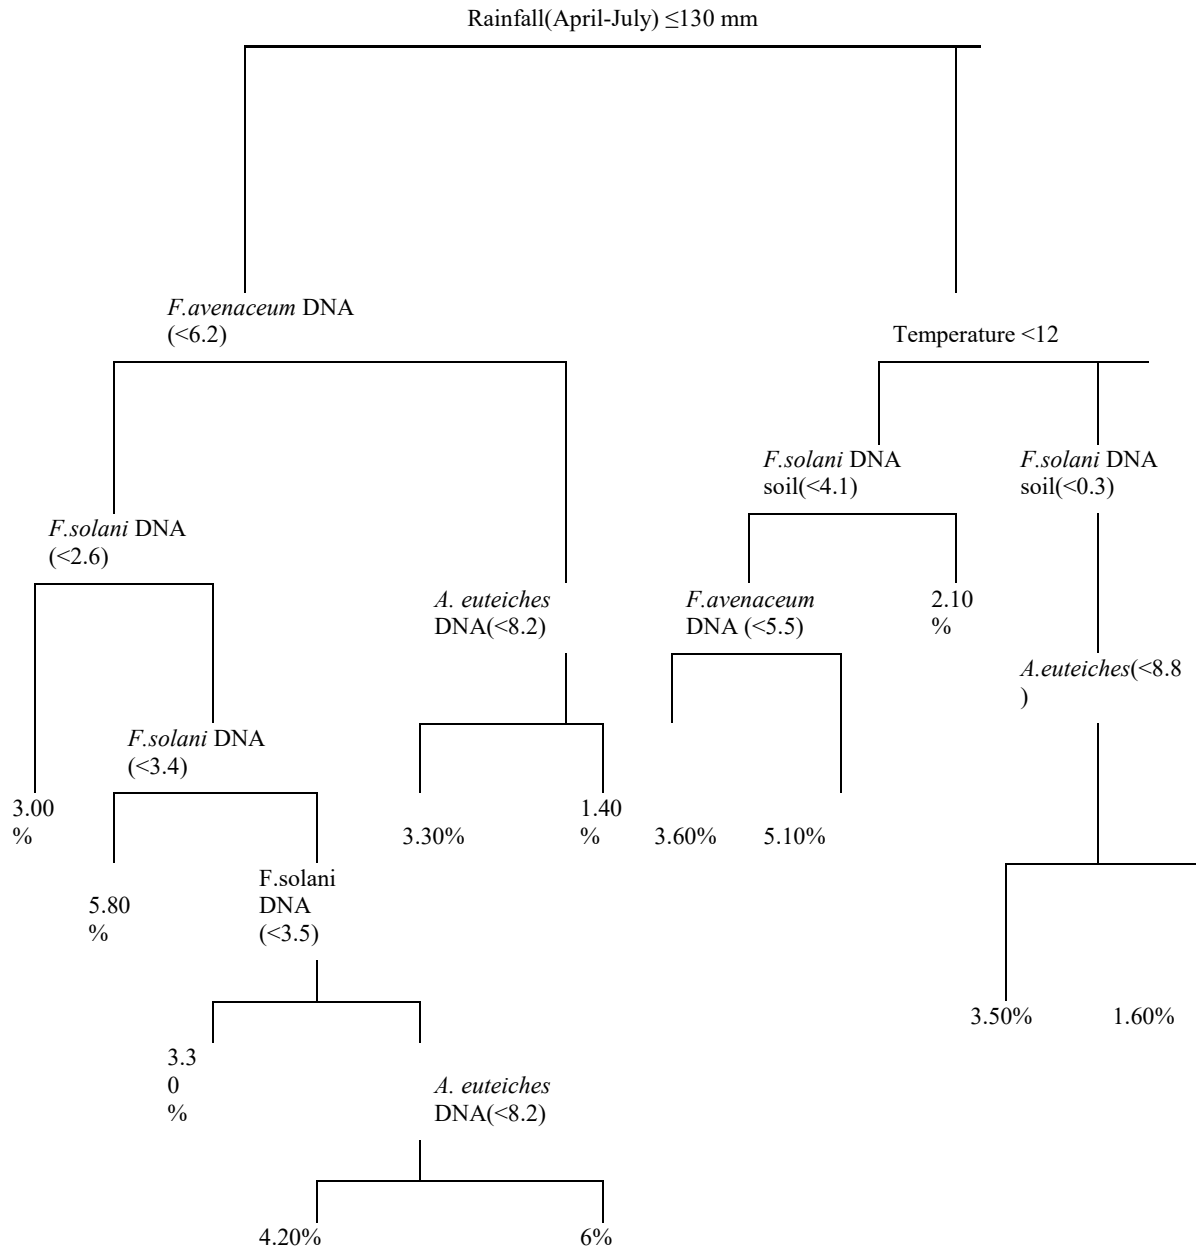 Rainfall(April-July) ≤130 mm
F.avenaceum DNA
(<6.2)
Temperature <12
F.solani DNA
soil(<4.1)
F.solani DNA
soil(<0.3)
F.solani DNA
(<2.6)
A. euteiches
DNA(<8.2)
F.avenaceum
DNA (<5.5)
2.10
%
A.euteiches(<8.8
)
F.solani DNA
(<3.4)
3.00
%
3.30%
1.40
%
3.60%
5.10%
5.80
%
F.solani
DNA
(<3.5)
3.50%
1.60%
3.3
0
%
A. euteiches
DNA(<8.2)
4.20%
6%